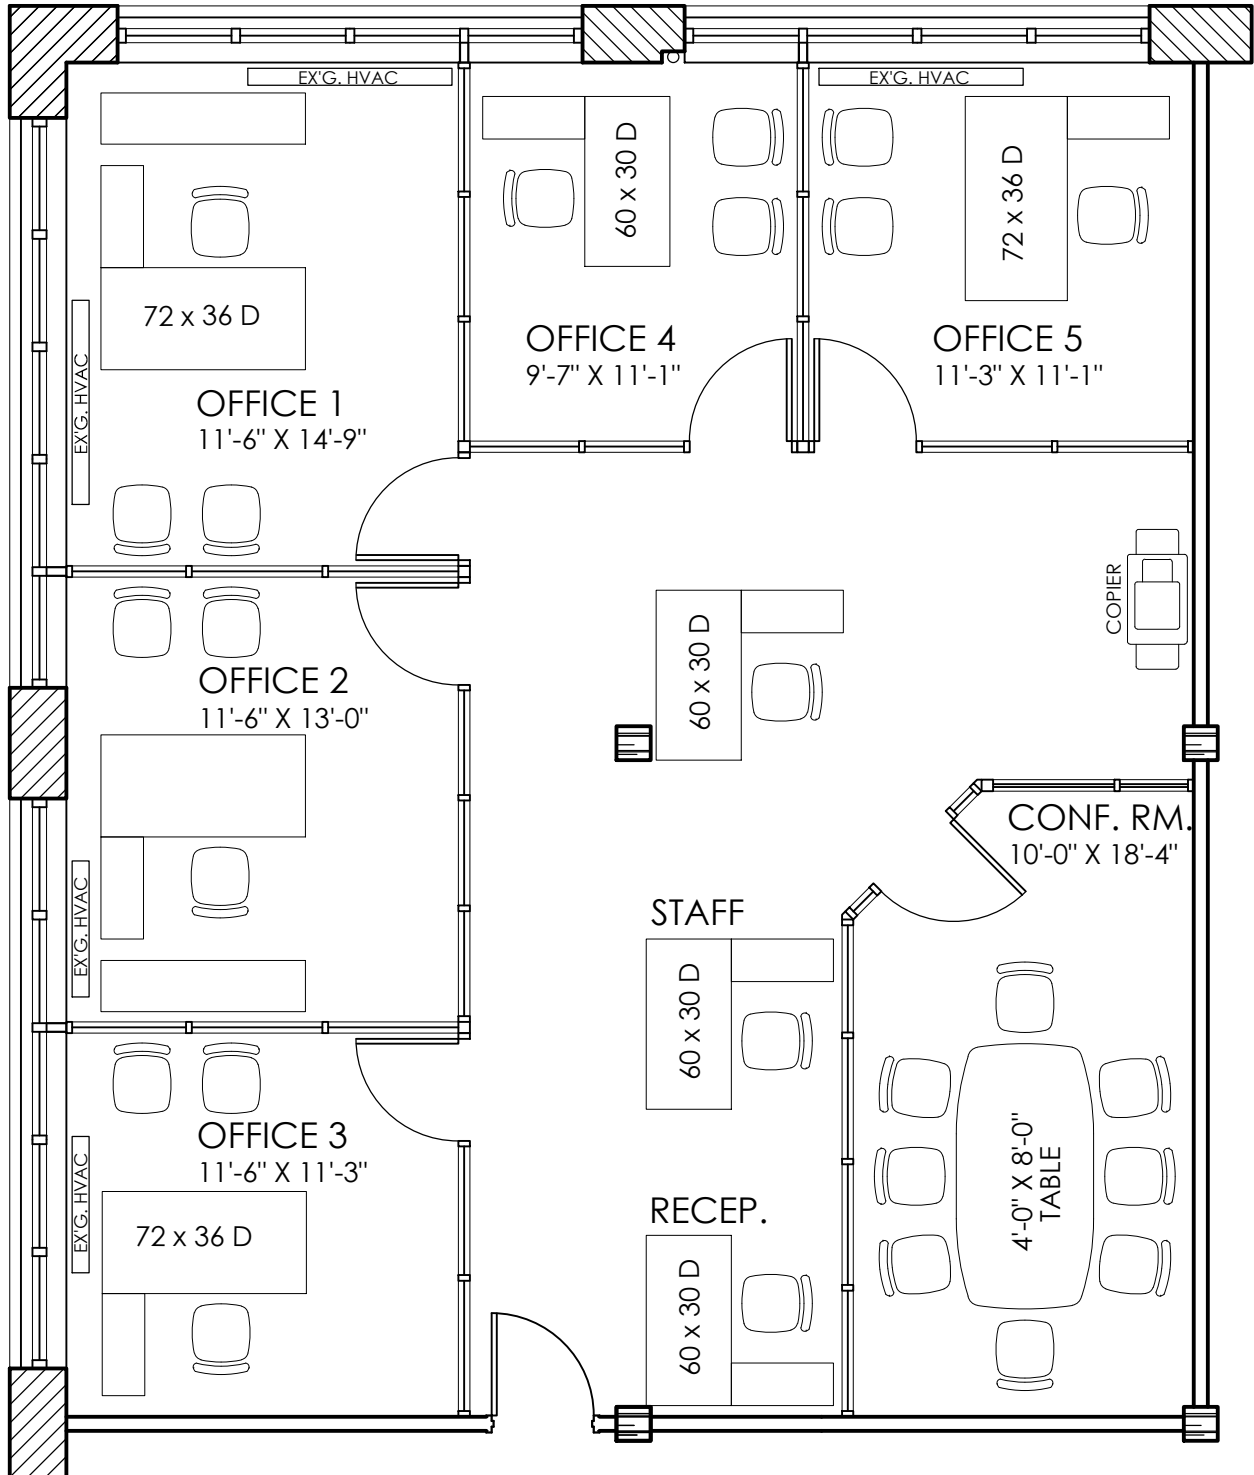 EX'G. HVAC
EX'G. HVAC
60 x 30 D
72 x 36 D
72 x 36 D
OFFICE 4
9'-7" X 11'-1"
OFFICE 5
11'-3" X 11'-1"
EX'G. HVAC
OFFICE 1
11'-6" X 14'-9"
COPIER
60 x 30 D
OFFICE 2
11'-6" X 13'-0"
CONF. RM.
10'-0" X 18'-4"
EX'G. HVAC
STAFF
60 x 30 D
OFFICE 3
11'-6" X 11'-3"
EX'G. HVAC
72 x 36 D
4'-0" X 8'-0"
TABLE
RECEP.
60 x 30 D